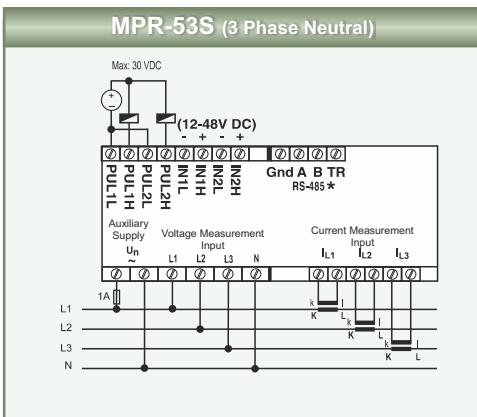 MPR-53S (3 Phase Neutral)
Max: 30 VDC
+
-
(12-48V DC)
- + - +
PUL1L PUL1H PUL2L PUL2H IN1L IN1H IN2L IN2H
Gnd A B TR
RS-485 *
Auxiliary
Supply
Un
~
Voltage Measurement
Input
L1 L2 L3 N
Current Measurement
Input
IL1 IL2 IL3
1A
L1
k l
K L
L2
k l
K L
L3
k l
K L
N